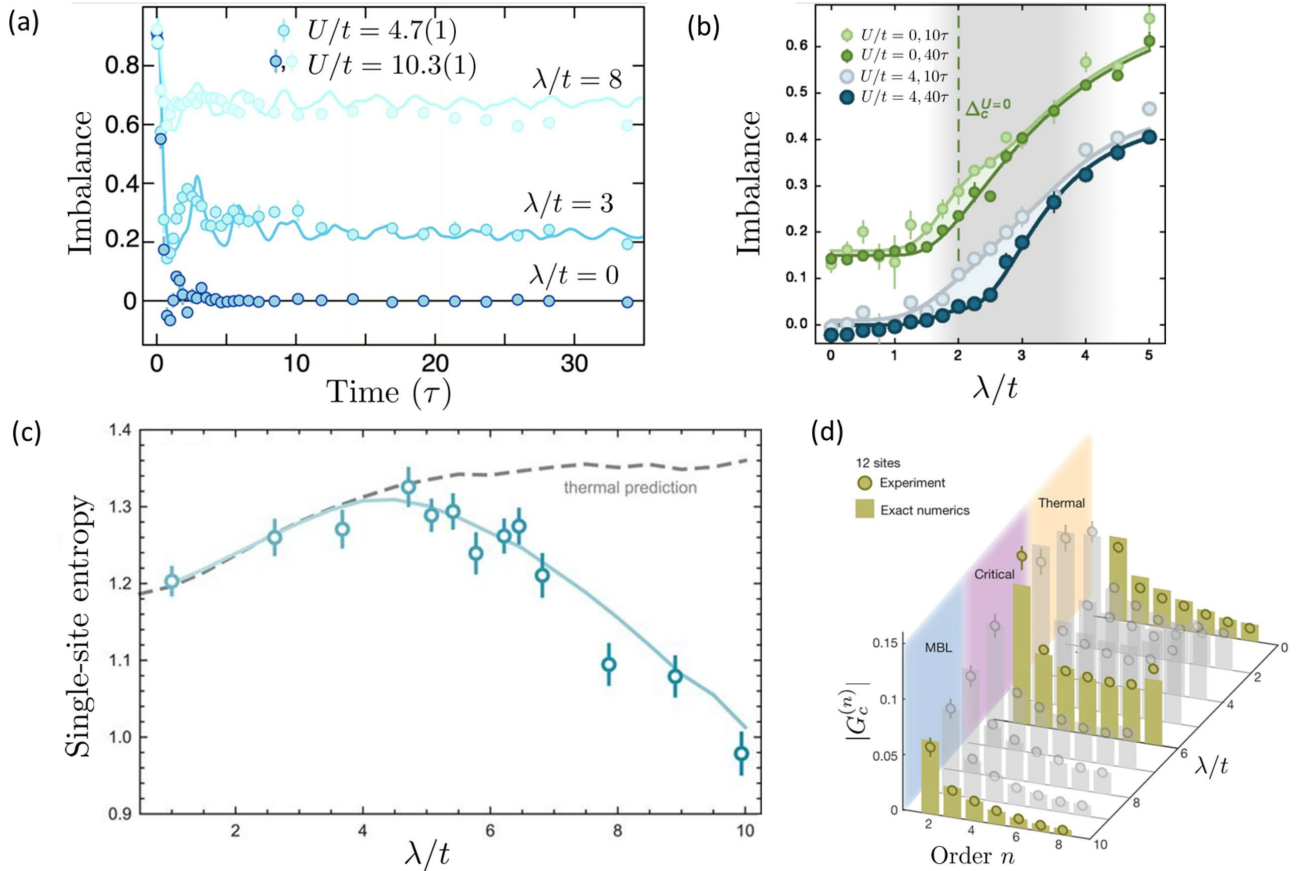 (a)
U/t = 4.7(1)
, U/t = 10.3(1)
λ/t = 8
λ/t = 3
λ/t = 0
Imbalance
0.8
0.6
0.4
0.2
0
0 10 20 30
Time (τ)
(b)
U/t = 0, 10τ
U/t = 0, 40τ
U/t = 4, 10τ
U/t = 4, 40τ
Δ_c^{U=0}
Imbalance
0.6
0.5
0.4
0.3
0.2
0.1
0.0
0 1 2 3 4 5
λ/t
(c)
thermal prediction
Single-site entropy
1.4
1.3
1.2
1.1
1.0
0.9
2 4 6 8 10
λ/t
(d)
12 sites
Experiment
Exact numerics
Thermal
Critical
MBL
|G_c^{(n)}|
0.15
0.1
0.05
0
2 4 6 8
Order n
0
2
4
6
8
10
λ/t